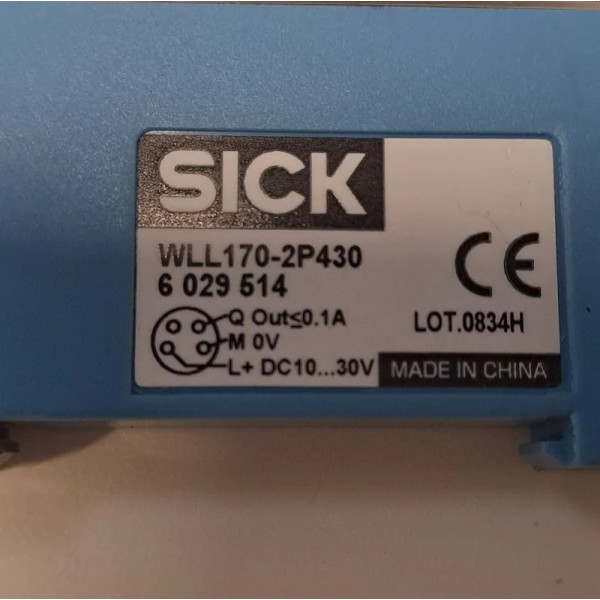 SICK
WLL170-2P430
6 029 514
CE
Q Out≤0.1A
M 0V
L+ DC10...30V
LOT.0834H
MADE IN CHINA